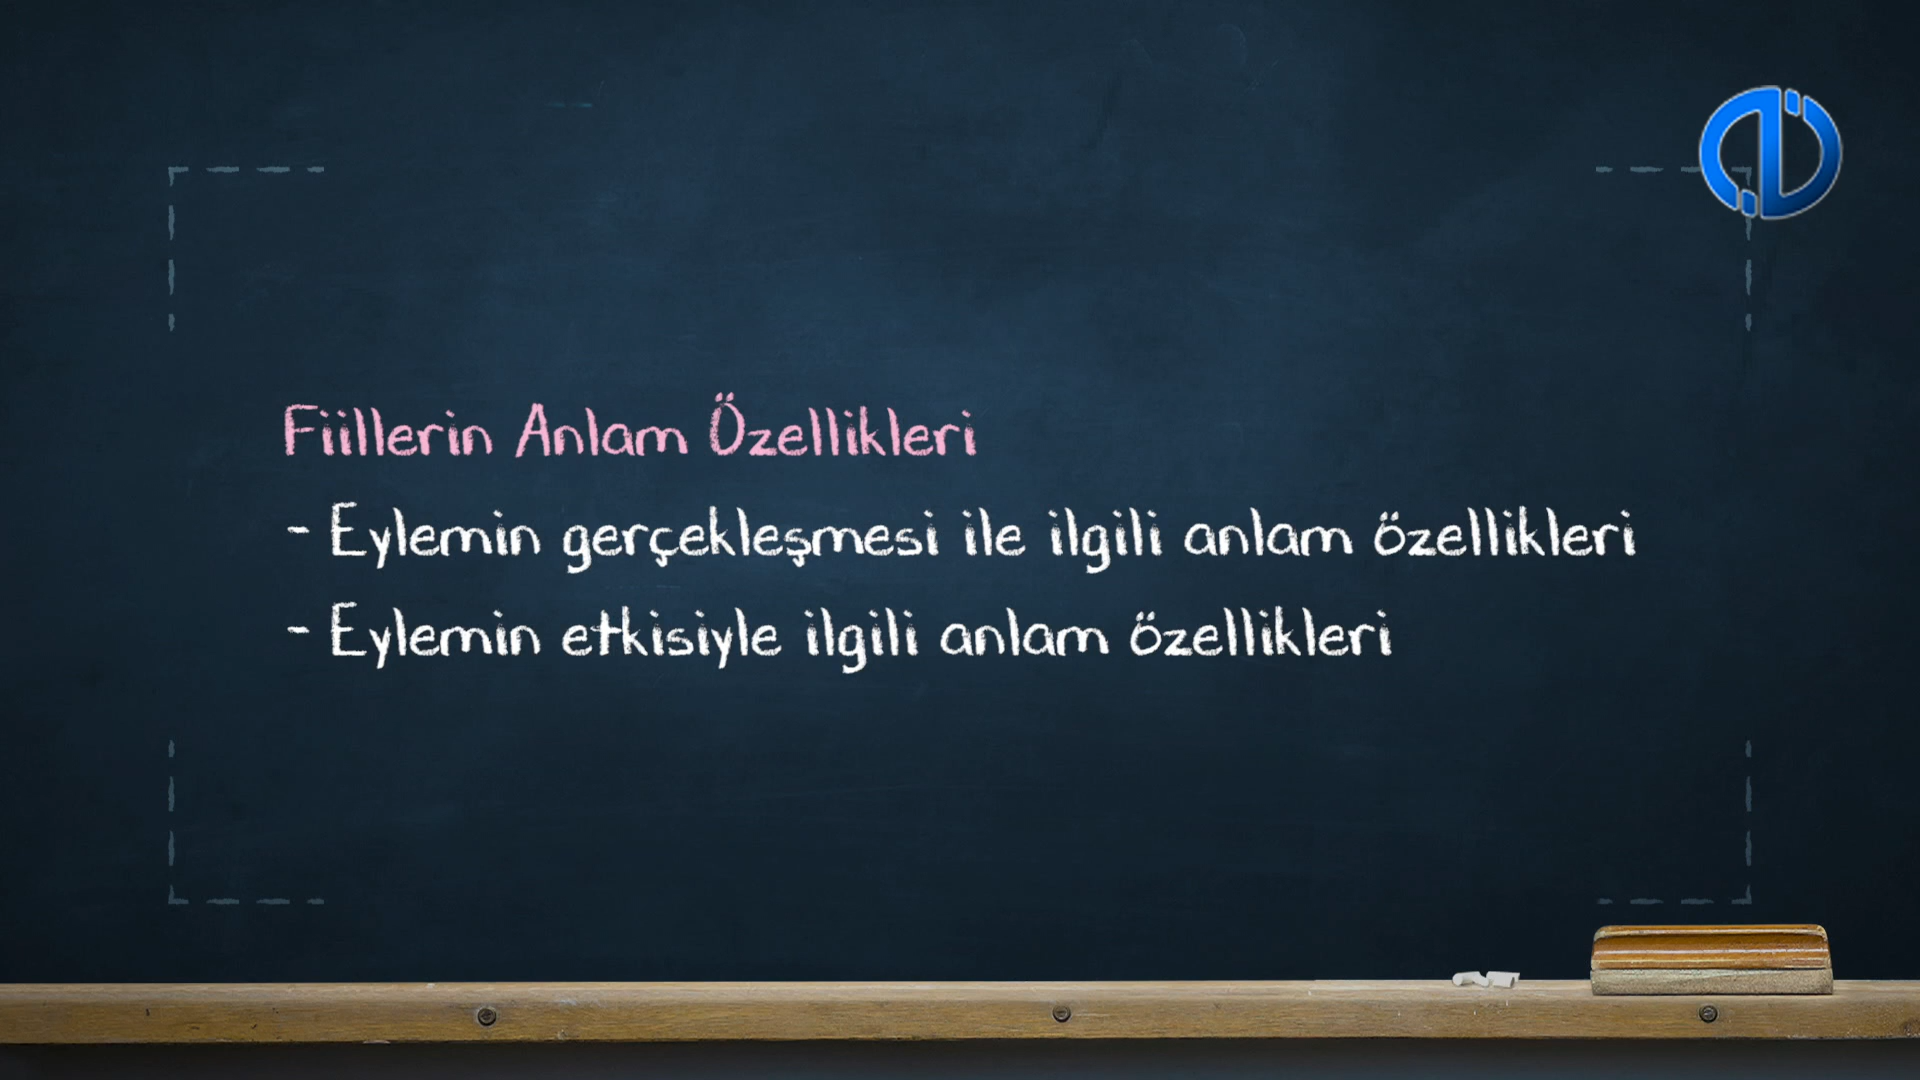 Fiillerin Anlam Özellikleri
- Eylemin gerçekleşmesi ile ilgili anlam özellikleri
- Eylemin etkisiyle ilgili anlam özellikleri